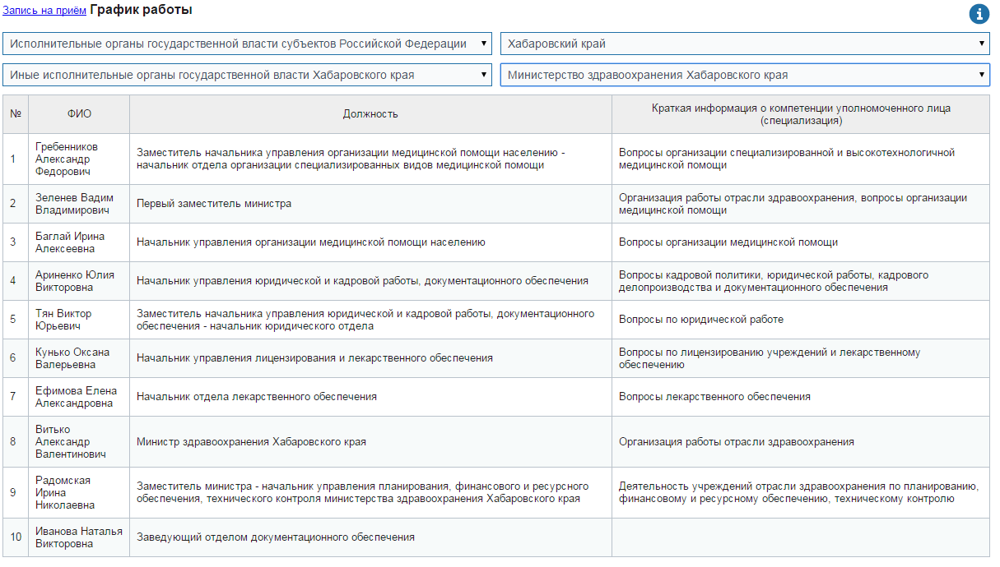 Запись на приём График работы
Исполнительные органы государственной власти субъектов Российской Федерации
Хабаровский край
Иные исполнительные органы государственной власти Хабаровского края
Министерство здравоохранения Хабаровского края
№
ФИО
Должность
Краткая информация о компетенции уполномоченного лица
(специализация)
1
Гребенников
Александр
Федорович
Заместитель начальника управления организации медицинской помощи населению -
начальник отдела организации специализированных видов медицинской помощи
Вопросы организации специализированной и высокотехнологичной
медицинской помощи
2
Зеленев Вадим
Владимирович
Первый заместитель министра
Организация работы отрасли здравоохранения, вопросы организации
медицинской помощи
3
Баглай Ирина
Алексеевна
Начальник управления организации медицинской помощи населению
Вопросы организации медицинской помощи
4
Ариненко Юлия
Викторовна
Начальник управления юридической и кадровой работы, документационного обеспечения
Вопросы кадровой политики, юридической работы, кадрового
делопроизводства и документационного обеспечения
5
Тян Виктор
Юрьевич
Заместитель начальника управления юридической и кадровой работы, документационного
обеспечения - начальник юридического отдела
Вопросы по юридической работе
6
Кунько Оксана
Валерьевна
Начальник управления лицензирования и лекарственного обеспечения
Вопросы по лицензированию учреждений и лекарственному
обеспечению
7
Ефимова Елена
Александровна
Начальник отдела лекарственного обеспечения
Вопросы лекарственного обеспечения
8
Витько
Александр
Валентинович
Министр здравоохранения Хабаровского края
Организация работы отрасли здравоохранения
9
Радомская
Ирина
Николаевна
Заместитель министра - начальник управления планирования, финансового и ресурсного
обеспечения, технического контроля министерства здравоохранения Хабаровского края
Деятельность учреждений отрасли здравоохранения по планированию,
финансовому и ресурсному обеспечению, техническому контролю
10
Иванова Наталья
Викторовна
Заведующий отделом документационного обеспечения